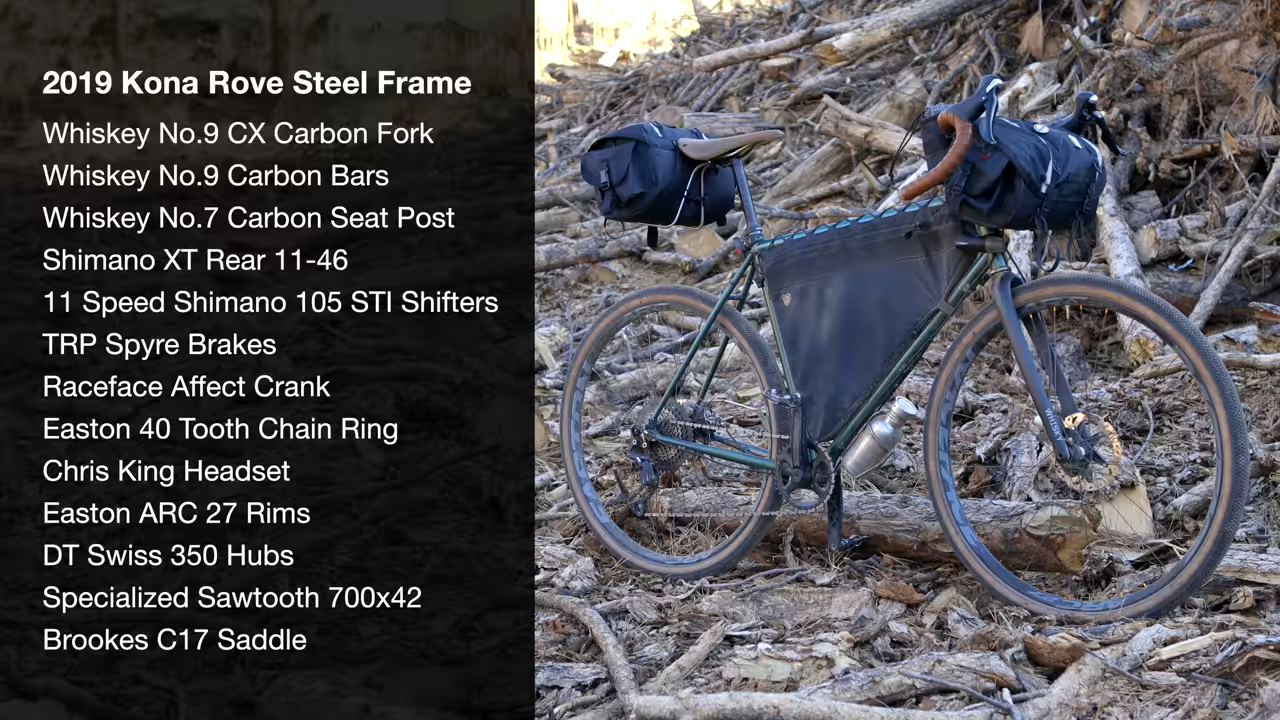 2019 Kona Rove Steel Frame
Whiskey No.9 CX Carbon Fork
Whiskey No.9 Carbon Bars
Whiskey No.7 Carbon Seat Post
Shimano XT Rear 11-46
11 Speed Shimano 105 STI Shifters
TRP Spyre Brakes
Raceface Affect Crank
Easton 40 Tooth Chain Ring
Chris King Headset
Easton ARC 27 Rims
DT Swiss 350 Hubs
Specialized Sawtooth 700x42
Brookes C17 Saddle
WHISKY